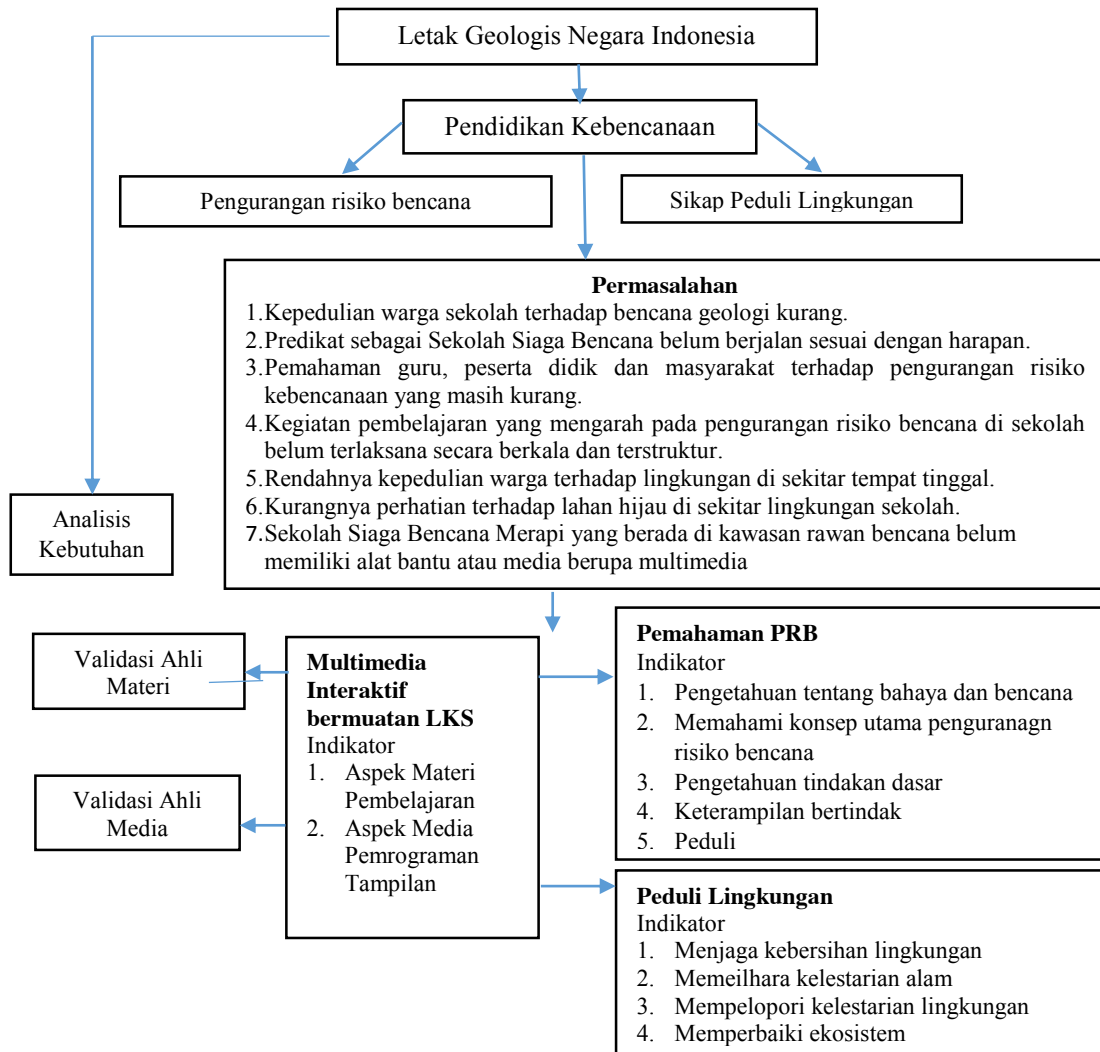 Letak Geologis Negara Indonesia
Pendidikan Kebencanaan
Pengurangan risiko bencana
Sikap Peduli Lingkungan
Permasalahan
1.Kepedulian warga sekolah terhadap bencana geologi kurang.
2.Predikat sebagai Sekolah Siaga Bencana belum berjalan sesuai dengan harapan.
3.Pemahaman guru, peserta didik dan masyarakat terhadap pengurangan risiko
kebencanaan yang masih kurang.
4.Kegiatan pembelajaran yang mengarah pada pengurangan risiko bencana di sekolah
belum terlaksana secara berkala dan terstruktur.
5.Rendahnya kepedulian warga terhadap lingkungan di sekitar tempat tinggal.
6.Kurangnya perhatian terhadap lahan hijau di sekitar lingkungan sekolah.
7.Sekolah Siaga Bencana Merapi yang berada di kawasan rawan bencana belum
memiliki alat bantu atau media berupa multimedia
Analisis
Kebutuhan
Validasi Ahli
Materi
Validasi Ahli
Media
Multimedia
Interaktif
bermuatan LKS
Indikator
1. Aspek Materi
Pembelajaran
2. Aspek Media
Pemrograman
Tampilan
Pemahaman PRB
Indikator
1. Pengetahuan tentang bahaya dan bencana
2. Memahami konsep utama penguranagn
risiko bencana
3. Pengetahuan tindakan dasar
4. Keterampilan bertindak
5. Peduli
Peduli Lingkungan
Indikator
1. Menjaga kebersihan lingkungan
2. Memeilhara kelestarian alam
3. Mempelopori kelestarian lingkungan
4. Memperbaiki ekosistem